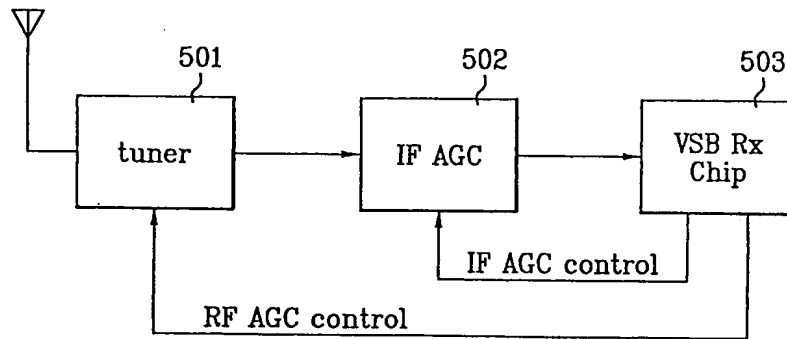 501
502
503
tuner
IF AGC
VSB Rx
Chip
IF AGC control
RF AGC control